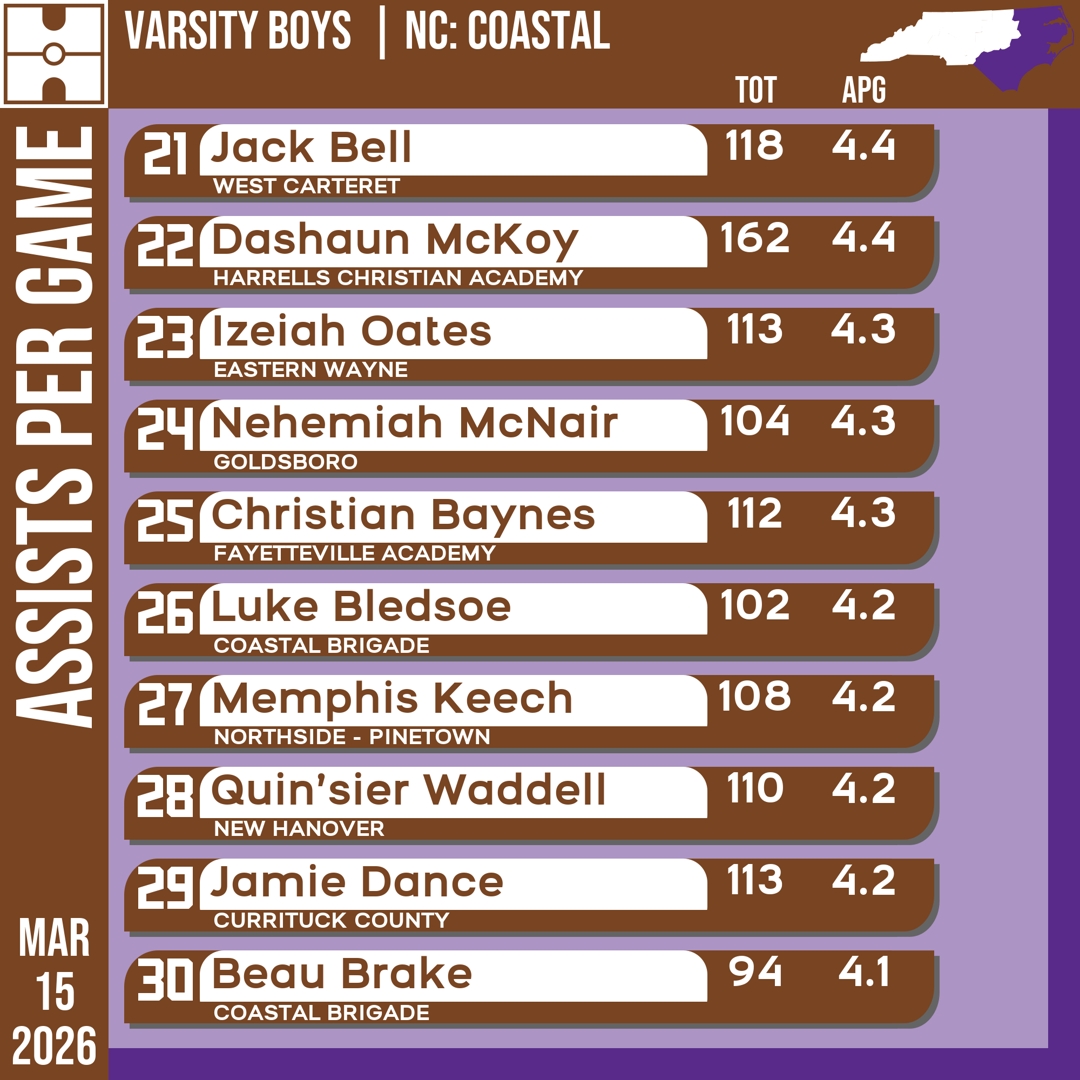 VARSITY BOYS | NC: COASTAL
TOT APG
ASSISTS PER GAME
21 Jack Bell 118 4.4
WEST CARTERET
22 Dashaun McKoy 162 4.4
HARRELLS CHRISTIAN ACADEMY
23 Izeiah Oates 113 4.3
EASTERN WAYNE
24 Nehemiah McNair 104 4.3
GOLDSBORO
25 Christian Baynes 112 4.3
FAYETTEVILLE ACADEMY
26 Luke Bledsoe 102 4.2
COASTAL BRIGADE
27 Memphis Keech 108 4.2
NORTHSIDE - PINETOWN
28 Quin'sier Waddell 110 4.2
NEW HANOVER
29 Jamie Dance 113 4.2
CURRITUCK COUNTY
30 Beau Brake 94 4.1
COASTAL BRIGADE
MAR
15
2026